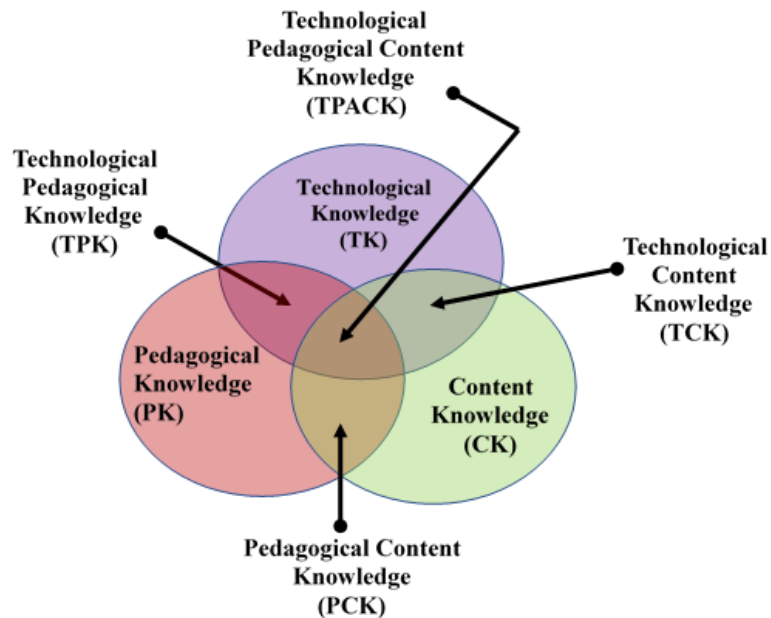 Technological
Pedagogical Content
Knowledge
(TPACK)
Technological
Pedagogical
Knowledge
(TPK)
Technological
Knowledge
(TK)
Technological
Content
Knowledge
(TCK)
Pedagogical
Knowledge
(PK)
Content
Knowledge
(CK)
Pedagogical Content
Knowledge
(PCK)